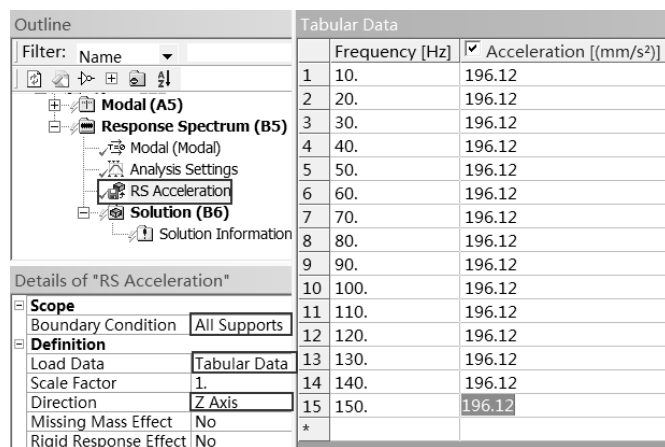 Outline
Filter: Name
Modal (A5)
Response Spectrum (B5)
Modal (Modal)
Analysis Settings
RS Acceleration
Solution (B6)
Solution Information
Details of "RS Acceleration"
Scope
Boundary Condition All Supports
Definition
Load Data Tabular Data
Scale Factor 1.
Direction Z Axis
Missing Mass Effect No
Rigid Response Effect No
Tabular Data
Frequency [Hz] Acceleration [(mm/s²)]
1 10. 196.12
2 20. 196.12
3 30. 196.12
4 40. 196.12
5 50. 196.12
6 60. 196.12
7 70. 196.12
8 80. 196.12
9 90. 196.12
10 100. 196.12
11 110. 196.12
12 120. 196.12
13 130. 196.12
14 140. 196.12
15 150. 196.12
*